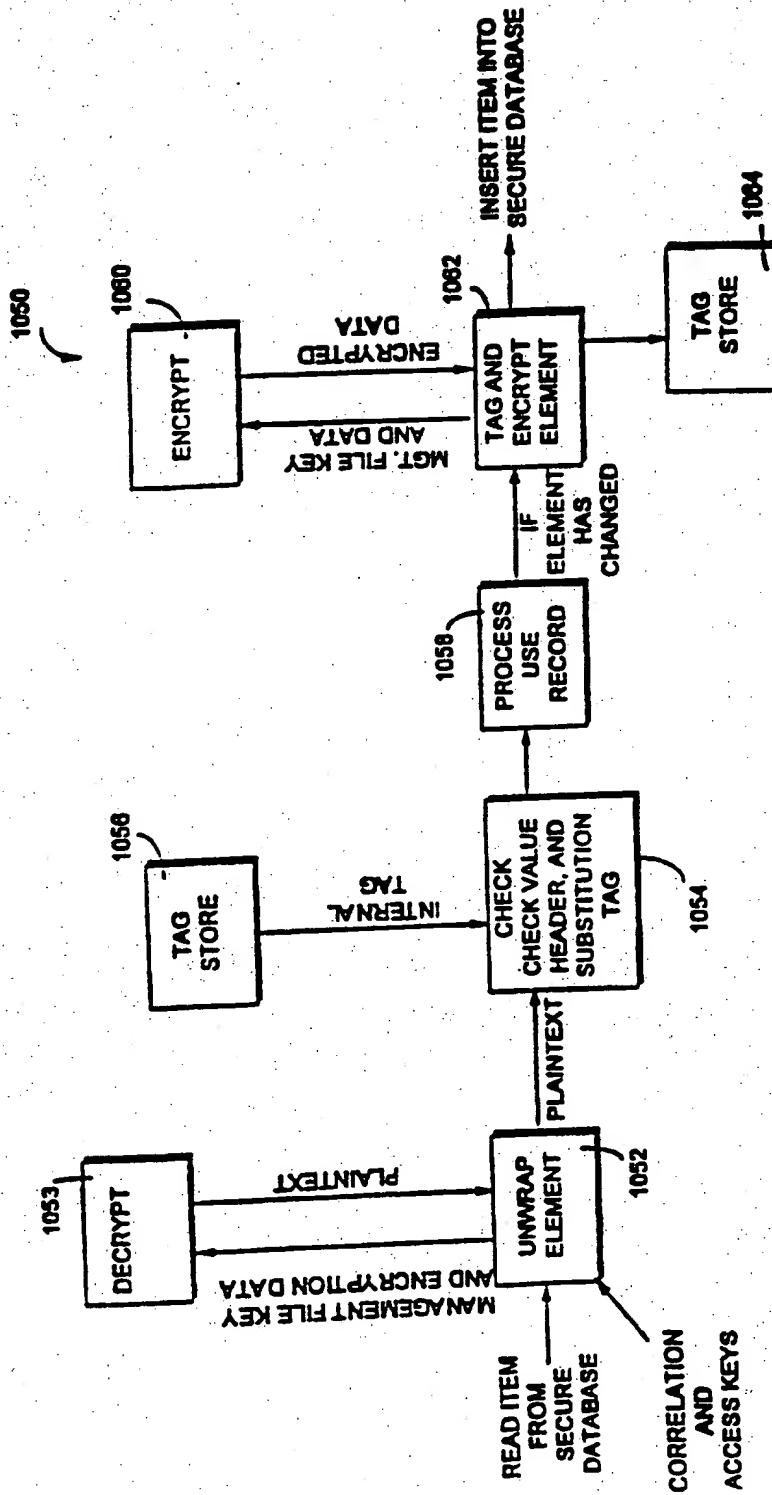 1050
1053
DECRYPT
MANAGEMENT FILE KEY
AND ENCRYPTION DATA
PLAINTEXT
READ ITEM
FROM
SECURE
DATABASE
UNWRAP
ELEMENT
1052
CORRELATION
AND
ACCESS KEYS
PLAINTEXT
1056
TAG
STORE
INTERNAL
TAG
CHECK
CHECK VALUE
HEADER, AND
SUBSTITUTION
TAG
1054
1058
PROCESS
USE
RECORD
IF
ELEMENT
HAS
CHANGED
1060
ENCRYPT
MGT. FILE KEY
AND DATA
ENCRYPTED
DATA
1062
TAG AND
ENCRYPT
ELEMENT
INSERT ITEM INTO
SECURE DATABASE
TAG
STORE
1064